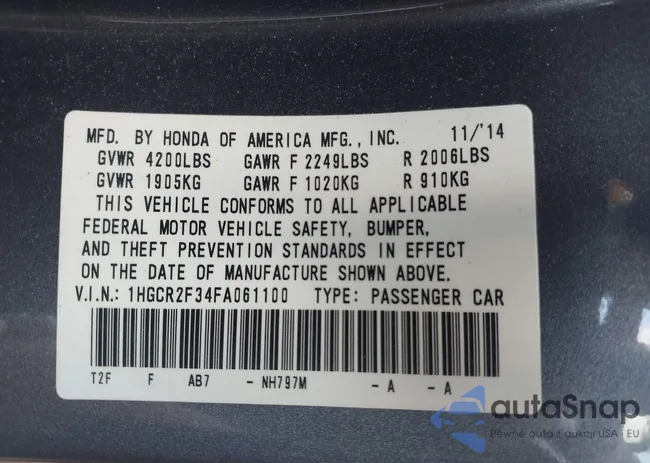 MFD. BY HONDA OF AMERICA MFG., INC. 11/'14
GVWR 4200LBS GAWR F 2249LBS R 2006LBS
GVWR 1905KG GAWR F 1020KG R 910KG
THIS VEHICLE CONFORMS TO ALL APPLICABLE
FEDERAL MOTOR VEHICLE SAFETY, BUMPER,
AND THEFT PREVENTION STANDARDS IN EFFECT
ON THE DATE OF MANUFACTURE SHOWN ABOVE.
V.I.N.: 1HGCR2F34FA061100 TYPE: PASSENGER CAR
T2F F AB7 - NH797M - A - A
autaSnap
Pewne auta z aukcji USA - EU